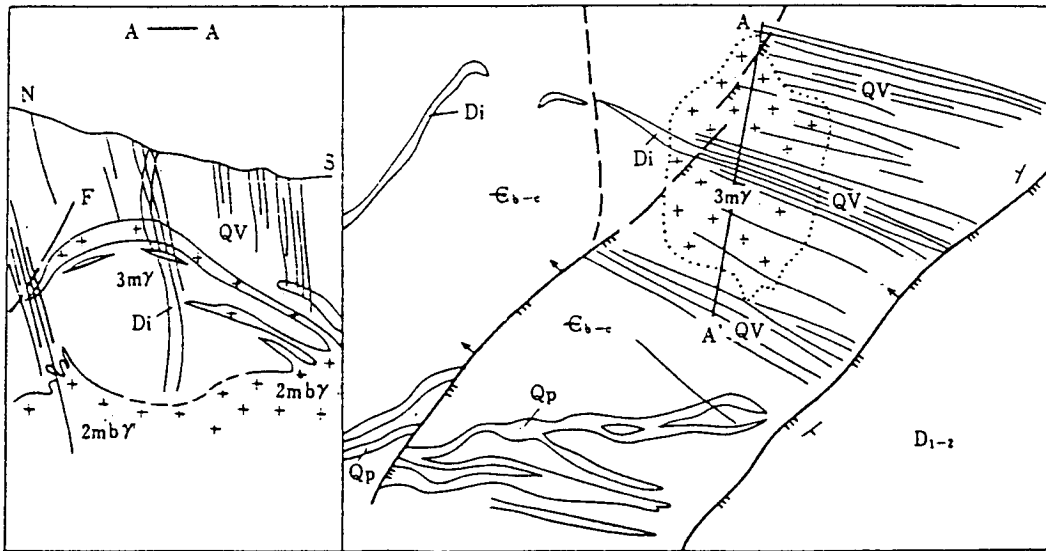 A — A
N
S
F
QV
3mγ
Di
2mbγ
2mbγ
A
QV
Di
Di
Є b-c
3mγ
QV
A'
QV
Є b-c
Qp
Qp
D₁₋₂